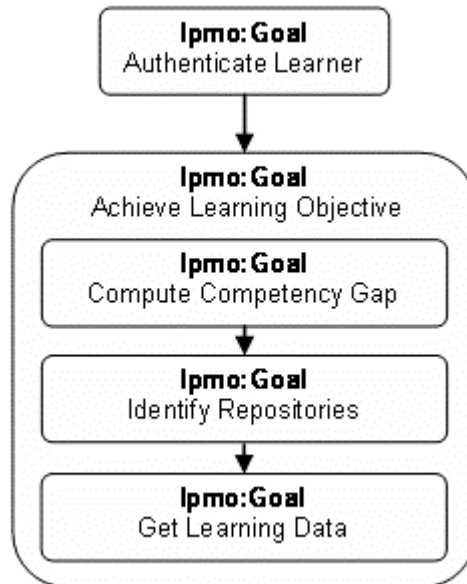 lpmo:Goal
Authenticate Learner
lpmo:Goal
Achieve Learning Objective
lpmo:Goal
Compute Competency Gap
lpmo:Goal
Identify Repositories
lpmo:Goal
Get Learning Data